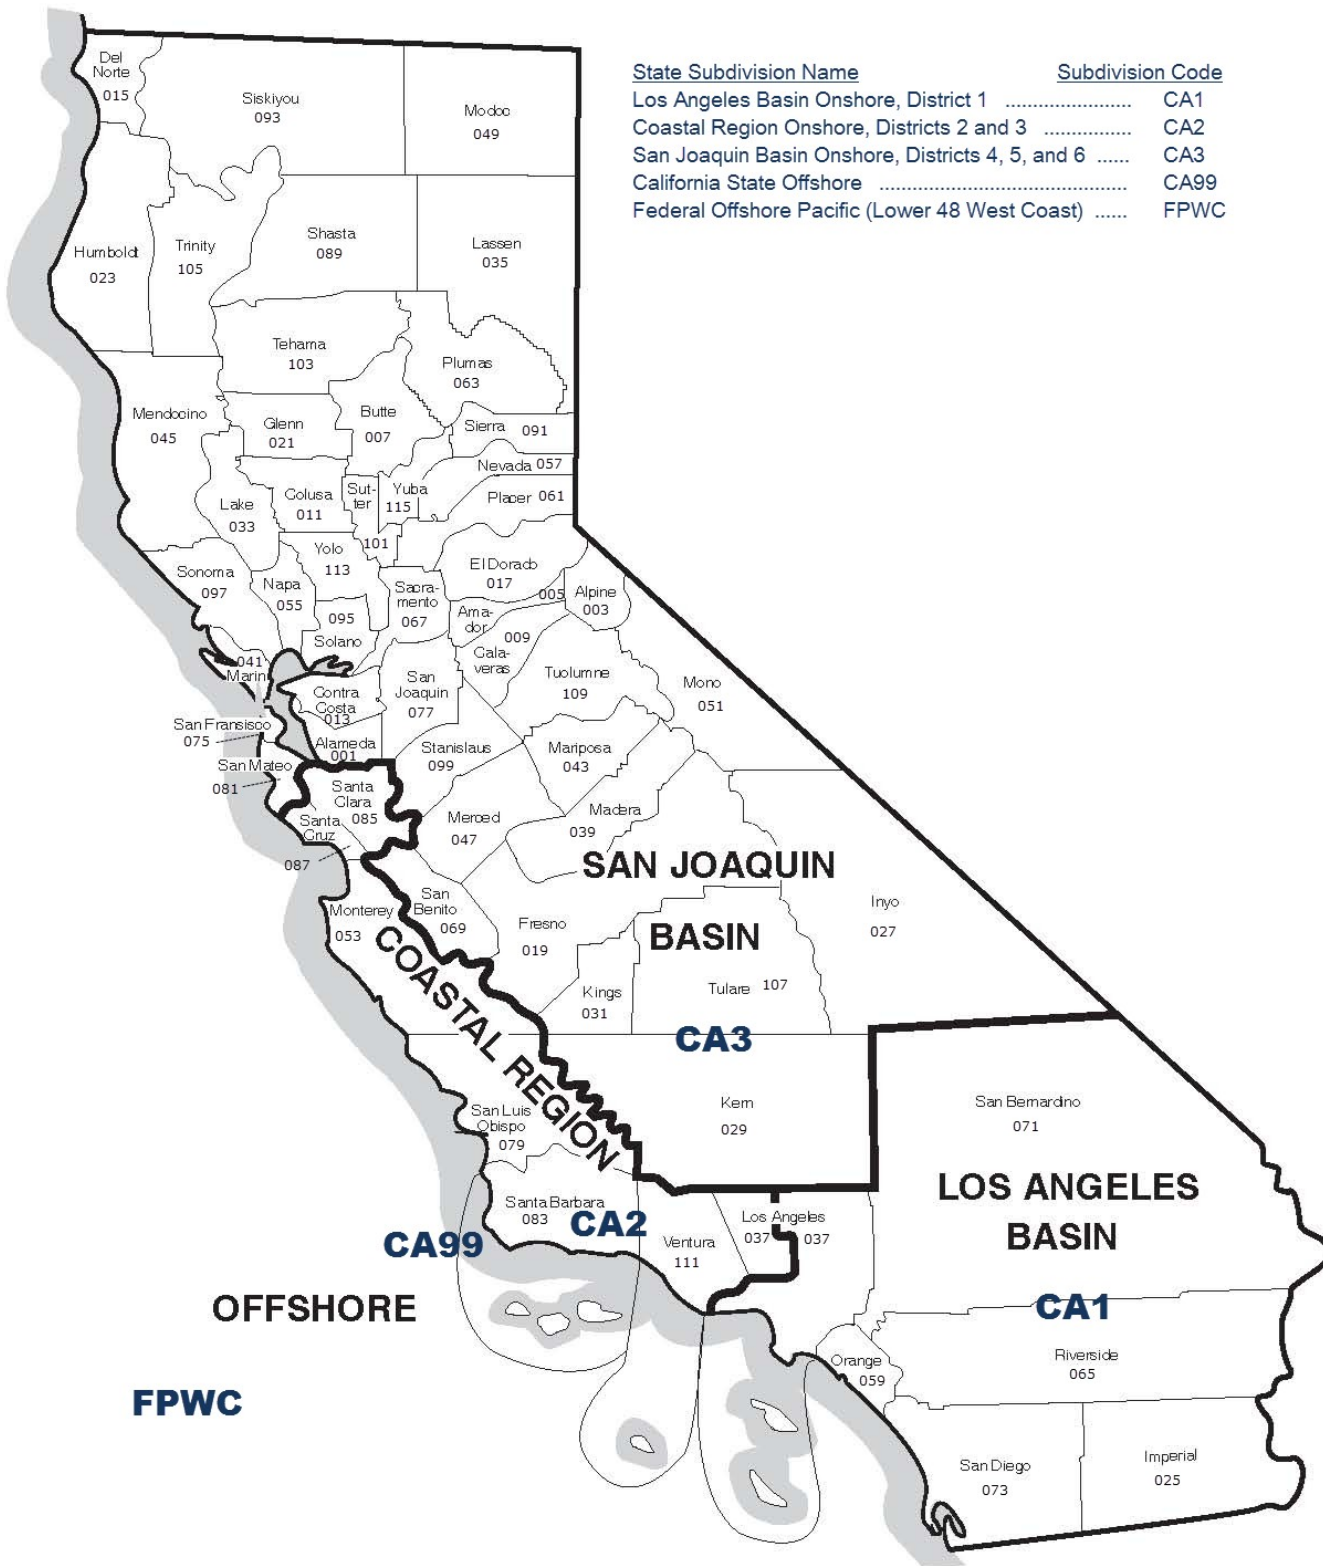 State Subdivision Name Subdivision Code
Los Angeles Basin Onshore, District 1 ....................... CA1
Coastal Region Onshore, Districts 2 and 3 ................ CA2
San Joaquin Basin Onshore, Districts 4, 5, and 6 ...... CA3
California State Offshore ............................................. CA99
Federal Offshore Pacific (Lower 48 West Coast) ...... FPWC
Del
Norte
015
Siskiyou
093
Modoc
049
Humboldt
023
Trinity
105
Shasta
089
Lassen
035
Tehama
103
Plumas
063
Mendocino
045
Glenn
021
Butte
007
Sierra 091
Nevada 057
Placer 061
Lake
033
Colusa
011
Sut-
ter
101
Yuba
115
Sonoma
097
Napa
055
Yolo
113
095
Solano
Sacra-
mento
067
El Dorado
017
Ama-
dor
005
Alpine
003
009
Cala-
veras
041
Marin
Contra
Costa
013
San
Joaquin
077
Tuolumne
109
Mono
051
San Fransisco
075
Alameda
001
Stanislaus
099
Mariposa
043
San Mateo
081
Santa
Clara
085
Santa
Cruz
087
Merced
047
Madera
039
SAN JOAQUIN
BASIN
Monterey
053
San
Benito
069
Fresno
019
Inyo
027
Kings
031
Tulare 107
CA3
COASTAL REGION
San Luis
Obispo
079
Kern
029
San Bernardino
071
LOS ANGELES
BASIN
Santa Barbara
083
CA2
CA99
Ventura
111
Los Angeles
037 037
OFFSHORE
CA1
Orange
059
Riverside
065
FPWC
San Diego
073
Imperial
025